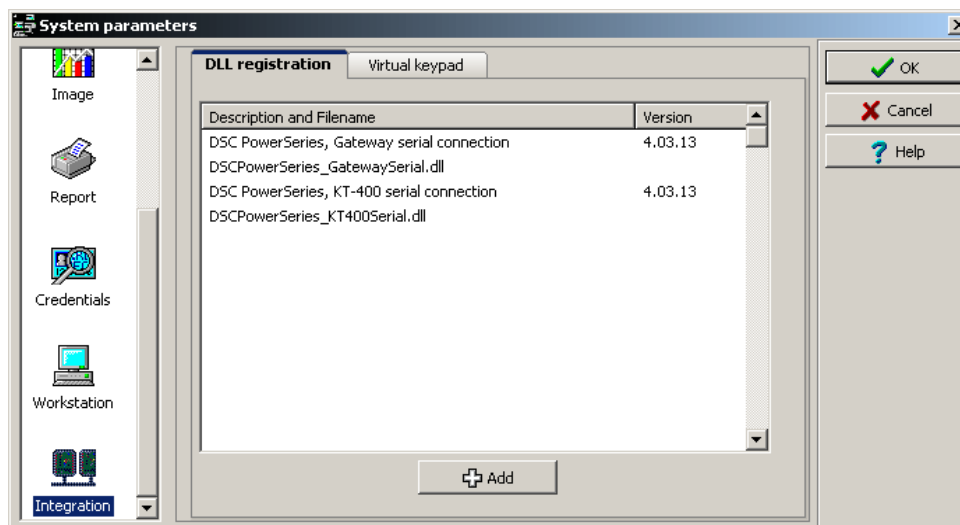 System parameters
Image
Report
Credentials
Workstation
Integration
DLL registration
Virtual keypad
Description and Filename Version
DSC PowerSeries, Gateway serial connection 4.03.13
DSCPowerSeries_GatewaySerial.dll
DSC PowerSeries, KT-400 serial connection 4.03.13
DSCPowerSeries_KT400Serial.dll
Add
OK
Cancel
Help